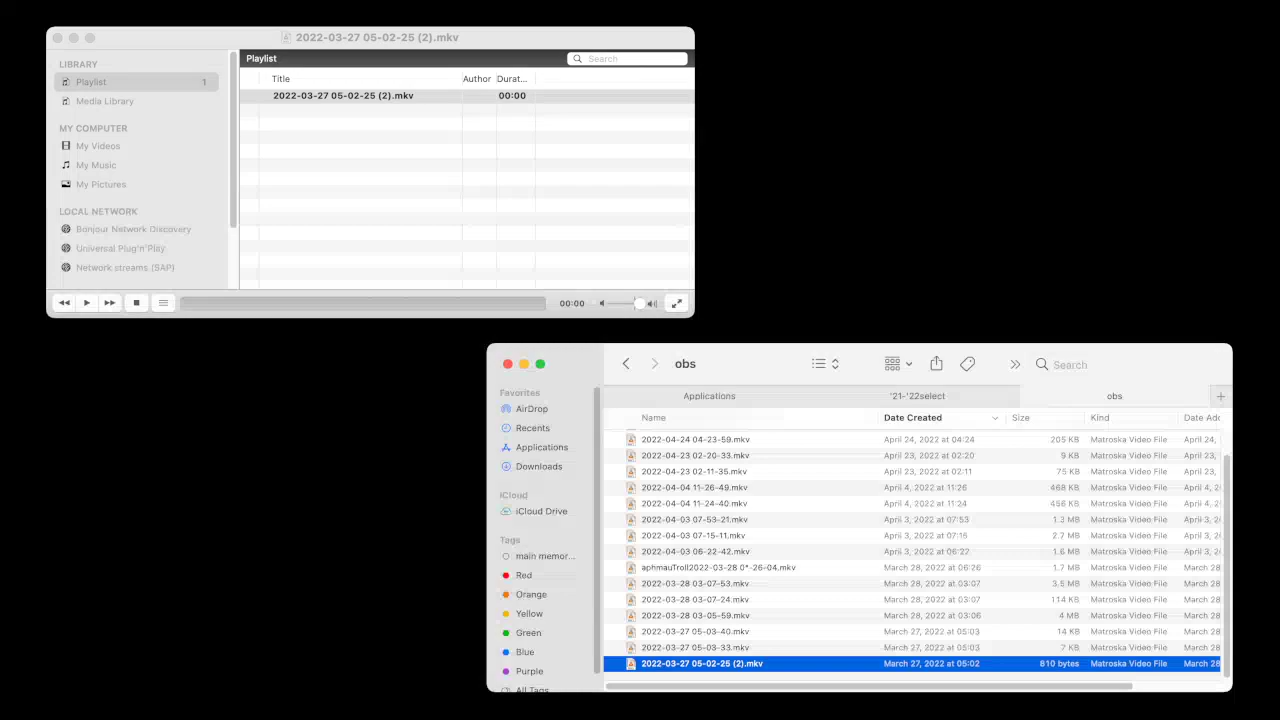 2022-03-27 05-02-25 (2).mkv
LIBRARY
Playlist 1
Media Library
MY COMPUTER
My Videos
My Music
My Pictures
LOCAL NETWORK
Bonjour Network Discovery
Universal Plug'n'Play
Network streams (SAP)
Playlist
Search
Title Author Durat...
2022-03-27 05-02-25 (2).mkv 00:00
00:00
obs
Search
Applications '21-'22select obs
Favorites
AirDrop
Recents
Applications
Downloads
iCloud
iCloud Drive
Tags
main memor...
Red
Orange
Yellow
Green
Blue
Purple
All Tags
Name Date Created Size Kind Date Adc
2022-04-24 04-23-59.mkv April 24, 2022 at 04:24 205 KB Matroska Video File April 24,
2022-04-23 02-20-33.mkv April 23, 2022 at 02:20 9 KB Matroska Video File April 23,
2022-04-23 02-11-35.mkv April 23, 2022 at 02:11 75 KB Matroska Video File April 23,
2022-04-04 11-26-49.mkv April 4, 2022 at 11:26 468 KB Matroska Video File April 4, 2
2022-04-04 11-24-40.mkv April 4, 2022 at 11:24 456 KB Matroska Video File April 4, 2
2022-04-03 07-53-21.mkv April 3, 2022 at 07:53 1.3 MB Matroska Video File April 3, 2
2022-04-03 07-15-11.mkv April 3, 2022 at 07:16 2.7 MB Matroska Video File April 3, 2
2022-04-03 06-22-42.mkv April 3, 2022 at 06:22 1.6 MB Matroska Video File April 3, 2
aphmauTroll2022-03-28 0*-26-04.mkv March 28, 2022 at 06:26 1.7 MB Matroska Video File March 28
2022-03-28 03-07-53.mkv March 28, 2022 at 03:07 3.5 MB Matroska Video File March 28
2022-03-28 03-07-24.mkv March 28, 2022 at 03:07 114 KB Matroska Video File March 28
2022-03-28 03-05-59.mkv March 28, 2022 at 03:06 4 MB Matroska Video File March 28
2022-03-27 05-03-40.mkv March 27, 2022 at 05:03 14 KB Matroska Video File March 28
2022-03-27 05-03-33.mkv March 27, 2022 at 05:03 7 KB Matroska Video File March 28
2022-03-27 05-02-25 (2).mkv March 27, 2022 at 05:02 810 bytes Matroska Video File March 28